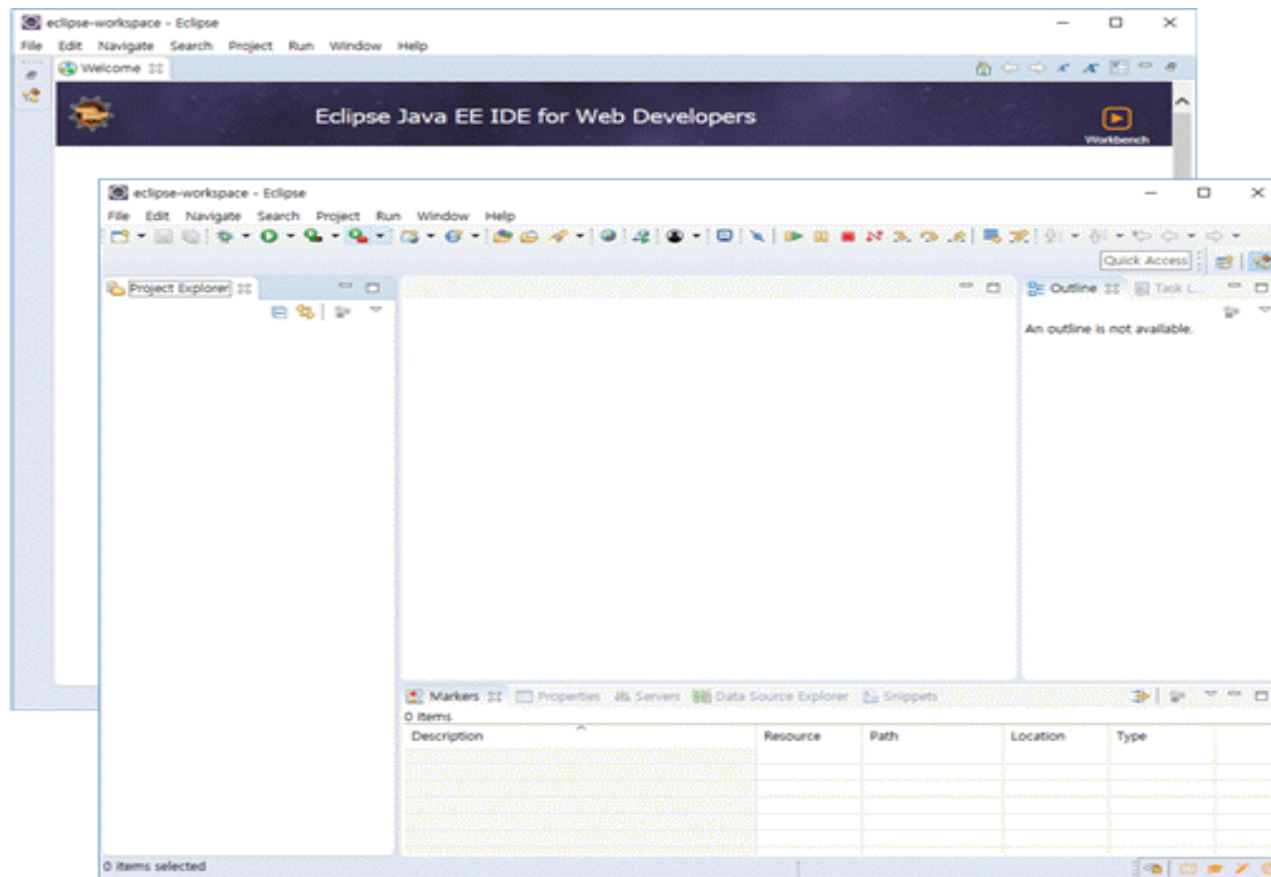 eclipse-workspace - Eclipse
File Edit Navigate Search Project Run Window Help
Welcome
Eclipse Java EE IDE for Web Developers
Workbench
eclipse-workspace - Eclipse
File Edit Navigate Search Project Run Window Help
Quick Access
Project Explorer
Outline Task L...
An outline is not available.
Markers Properties Servers Data Source Explorer Snippets
0 items
Description Resource Path Location Type
0 items selected